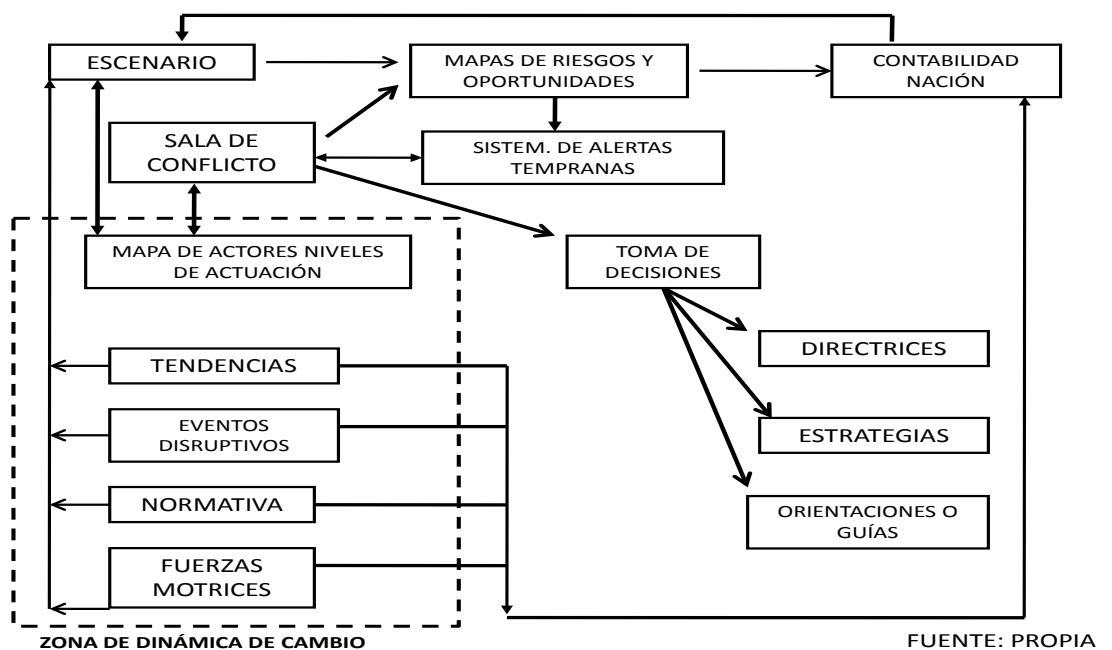 ESCENARIO
MAPAS DE RIESGOS Y
OPORTUNIDADES
CONTABILIDAD
NACIÓN
SALA DE
CONFLICTO
SISTEM. DE ALERTAS
TEMPRANAS
MAPA DE ACTORES NIVELES
DE ACTUACIÓN
TOMA DE
DECISIONES
TENDENCIAS
DIRECTRICES
EVENTOS
DISRUPTIVOS
ESTRATEGIAS
NORMATIVA
ORIENTACIONES O
GUÍAS
FUERZAS
MOTRICES
ZONA DE DINÁMICA DE CAMBIO
FUENTE: PROPIA